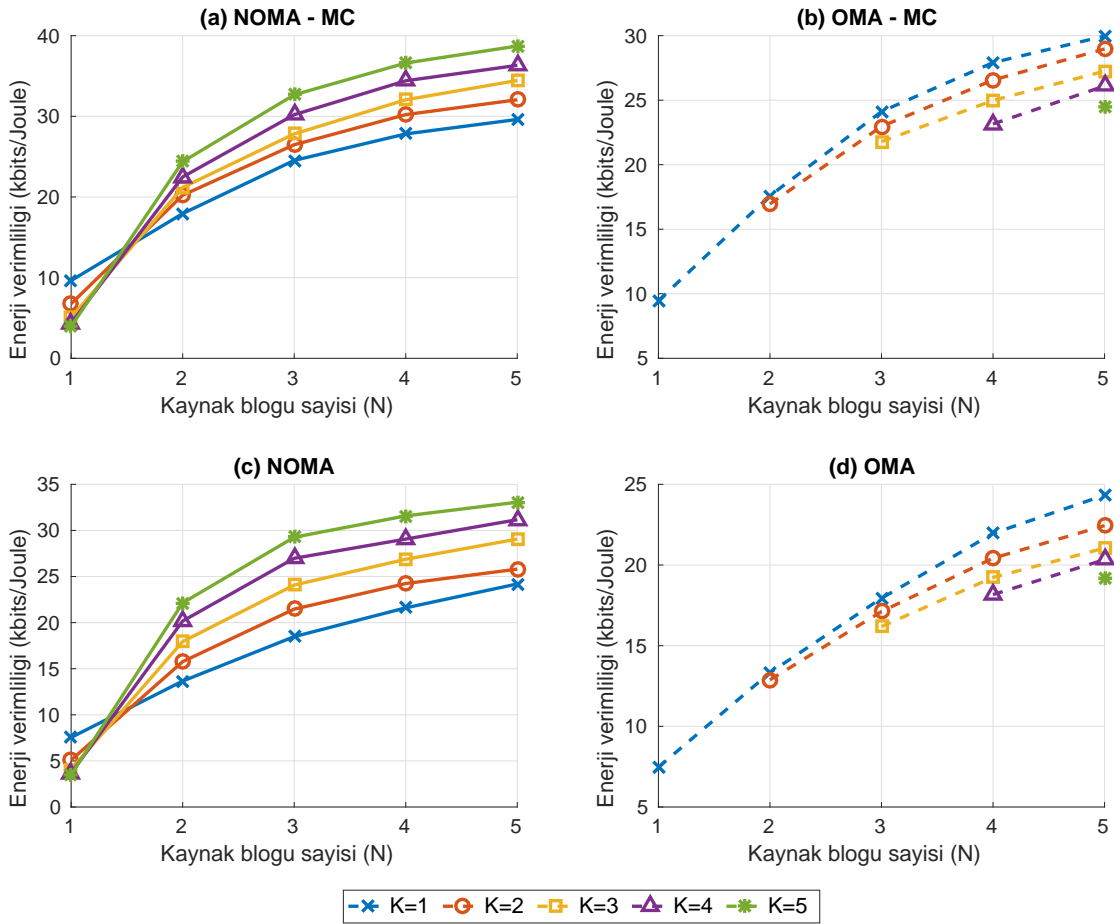 (a) NOMA - MC
Enerji verimliligi (kbits/Joule)
40
30
20
10
0
1 2 3 4 5
Kaynak blogu sayisi (N)
(b) OMA - MC
Enerji verimliligi (kbits/Joule)
30
25
20
15
10
5
1 2 3 4 5
Kaynak blogu sayisi (N)
(c) NOMA
Enerji verimliligi (kbits/Joule)
35
30
25
20
15
10
5
0
1 2 3 4 5
Kaynak blogu sayisi (N)
(d) OMA
Enerji verimliligi (kbits/Joule)
25
20
15
10
5
1 2 3 4 5
Kaynak blogu sayisi (N)
K=1 K=2 K=3 K=4 K=5